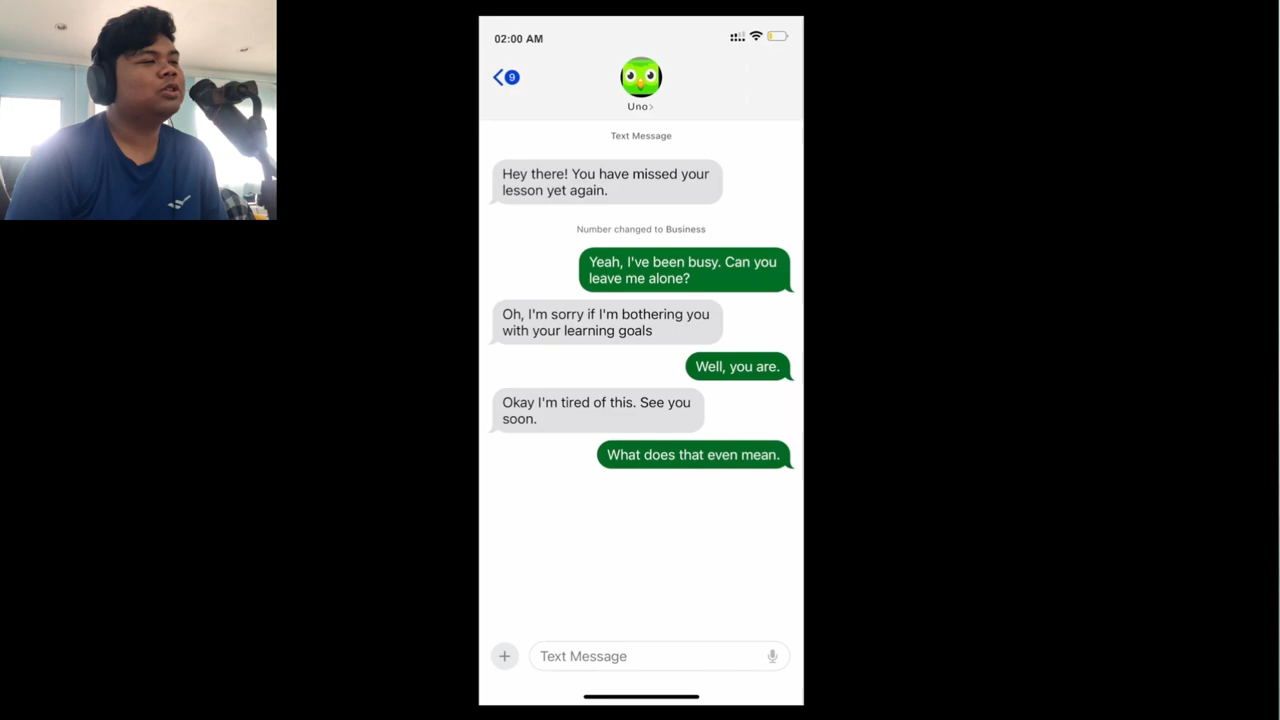 02:00 AM
9
Uno>
Text Message
Hey there! You have missed your
lesson yet again.
Number changed to Business
Yeah, I've been busy. Can you
leave me alone?
Oh, I'm sorry if I'm bothering you
with your learning goals
Well, you are.
Okay I'm tired of this. See you
soon.
What does that even mean.
Text Message